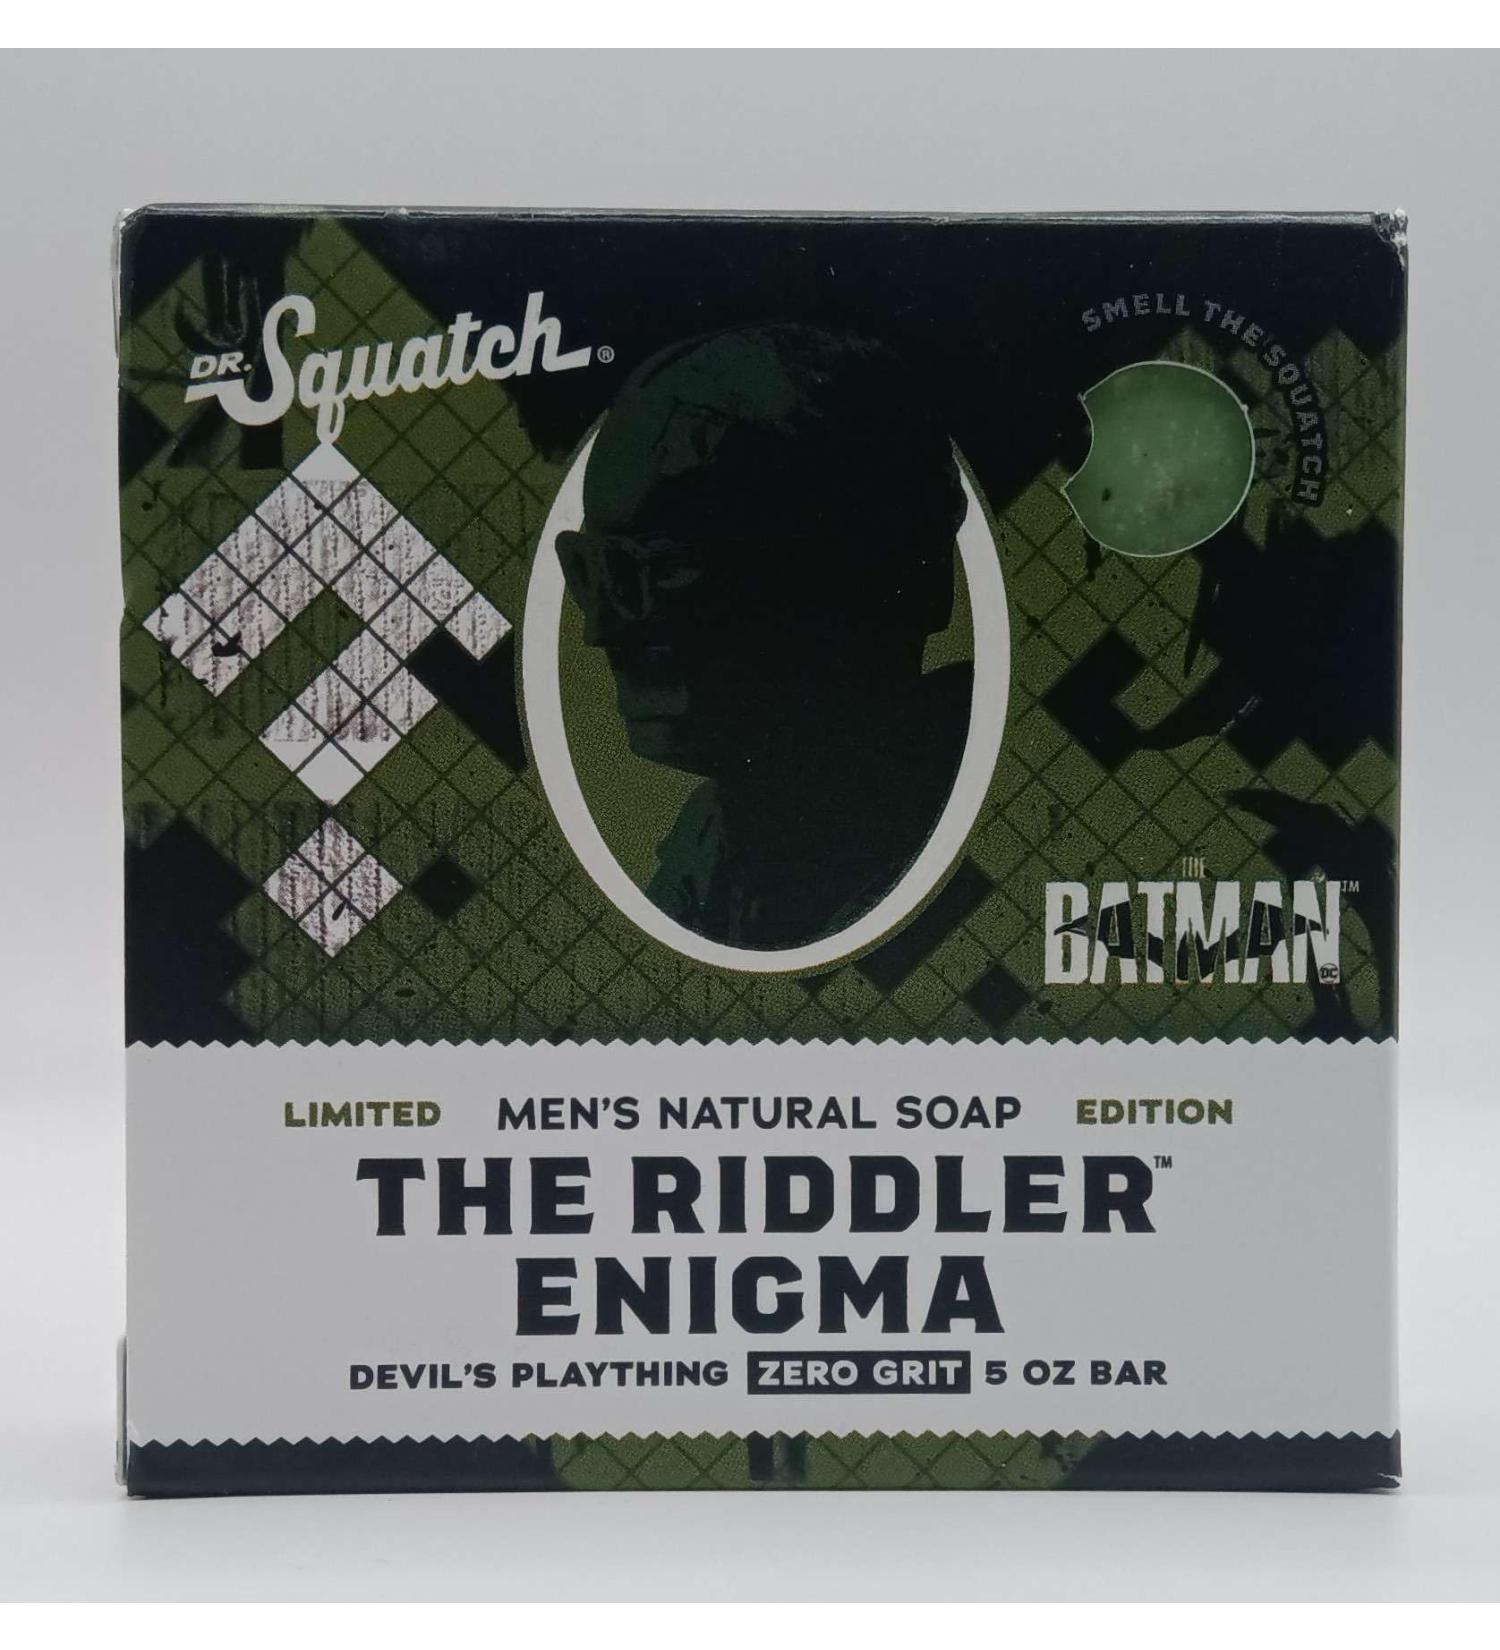 DR. Squatch®
SMELL THE SQUATCH
THE
BATMAN™
DC
LIMITED MEN'S NATURAL SOAP EDITION
THE RIDDLER™
ENIGMA
DEVIL'S PLAYTHING ZERO GRIT 5 OZ BAR